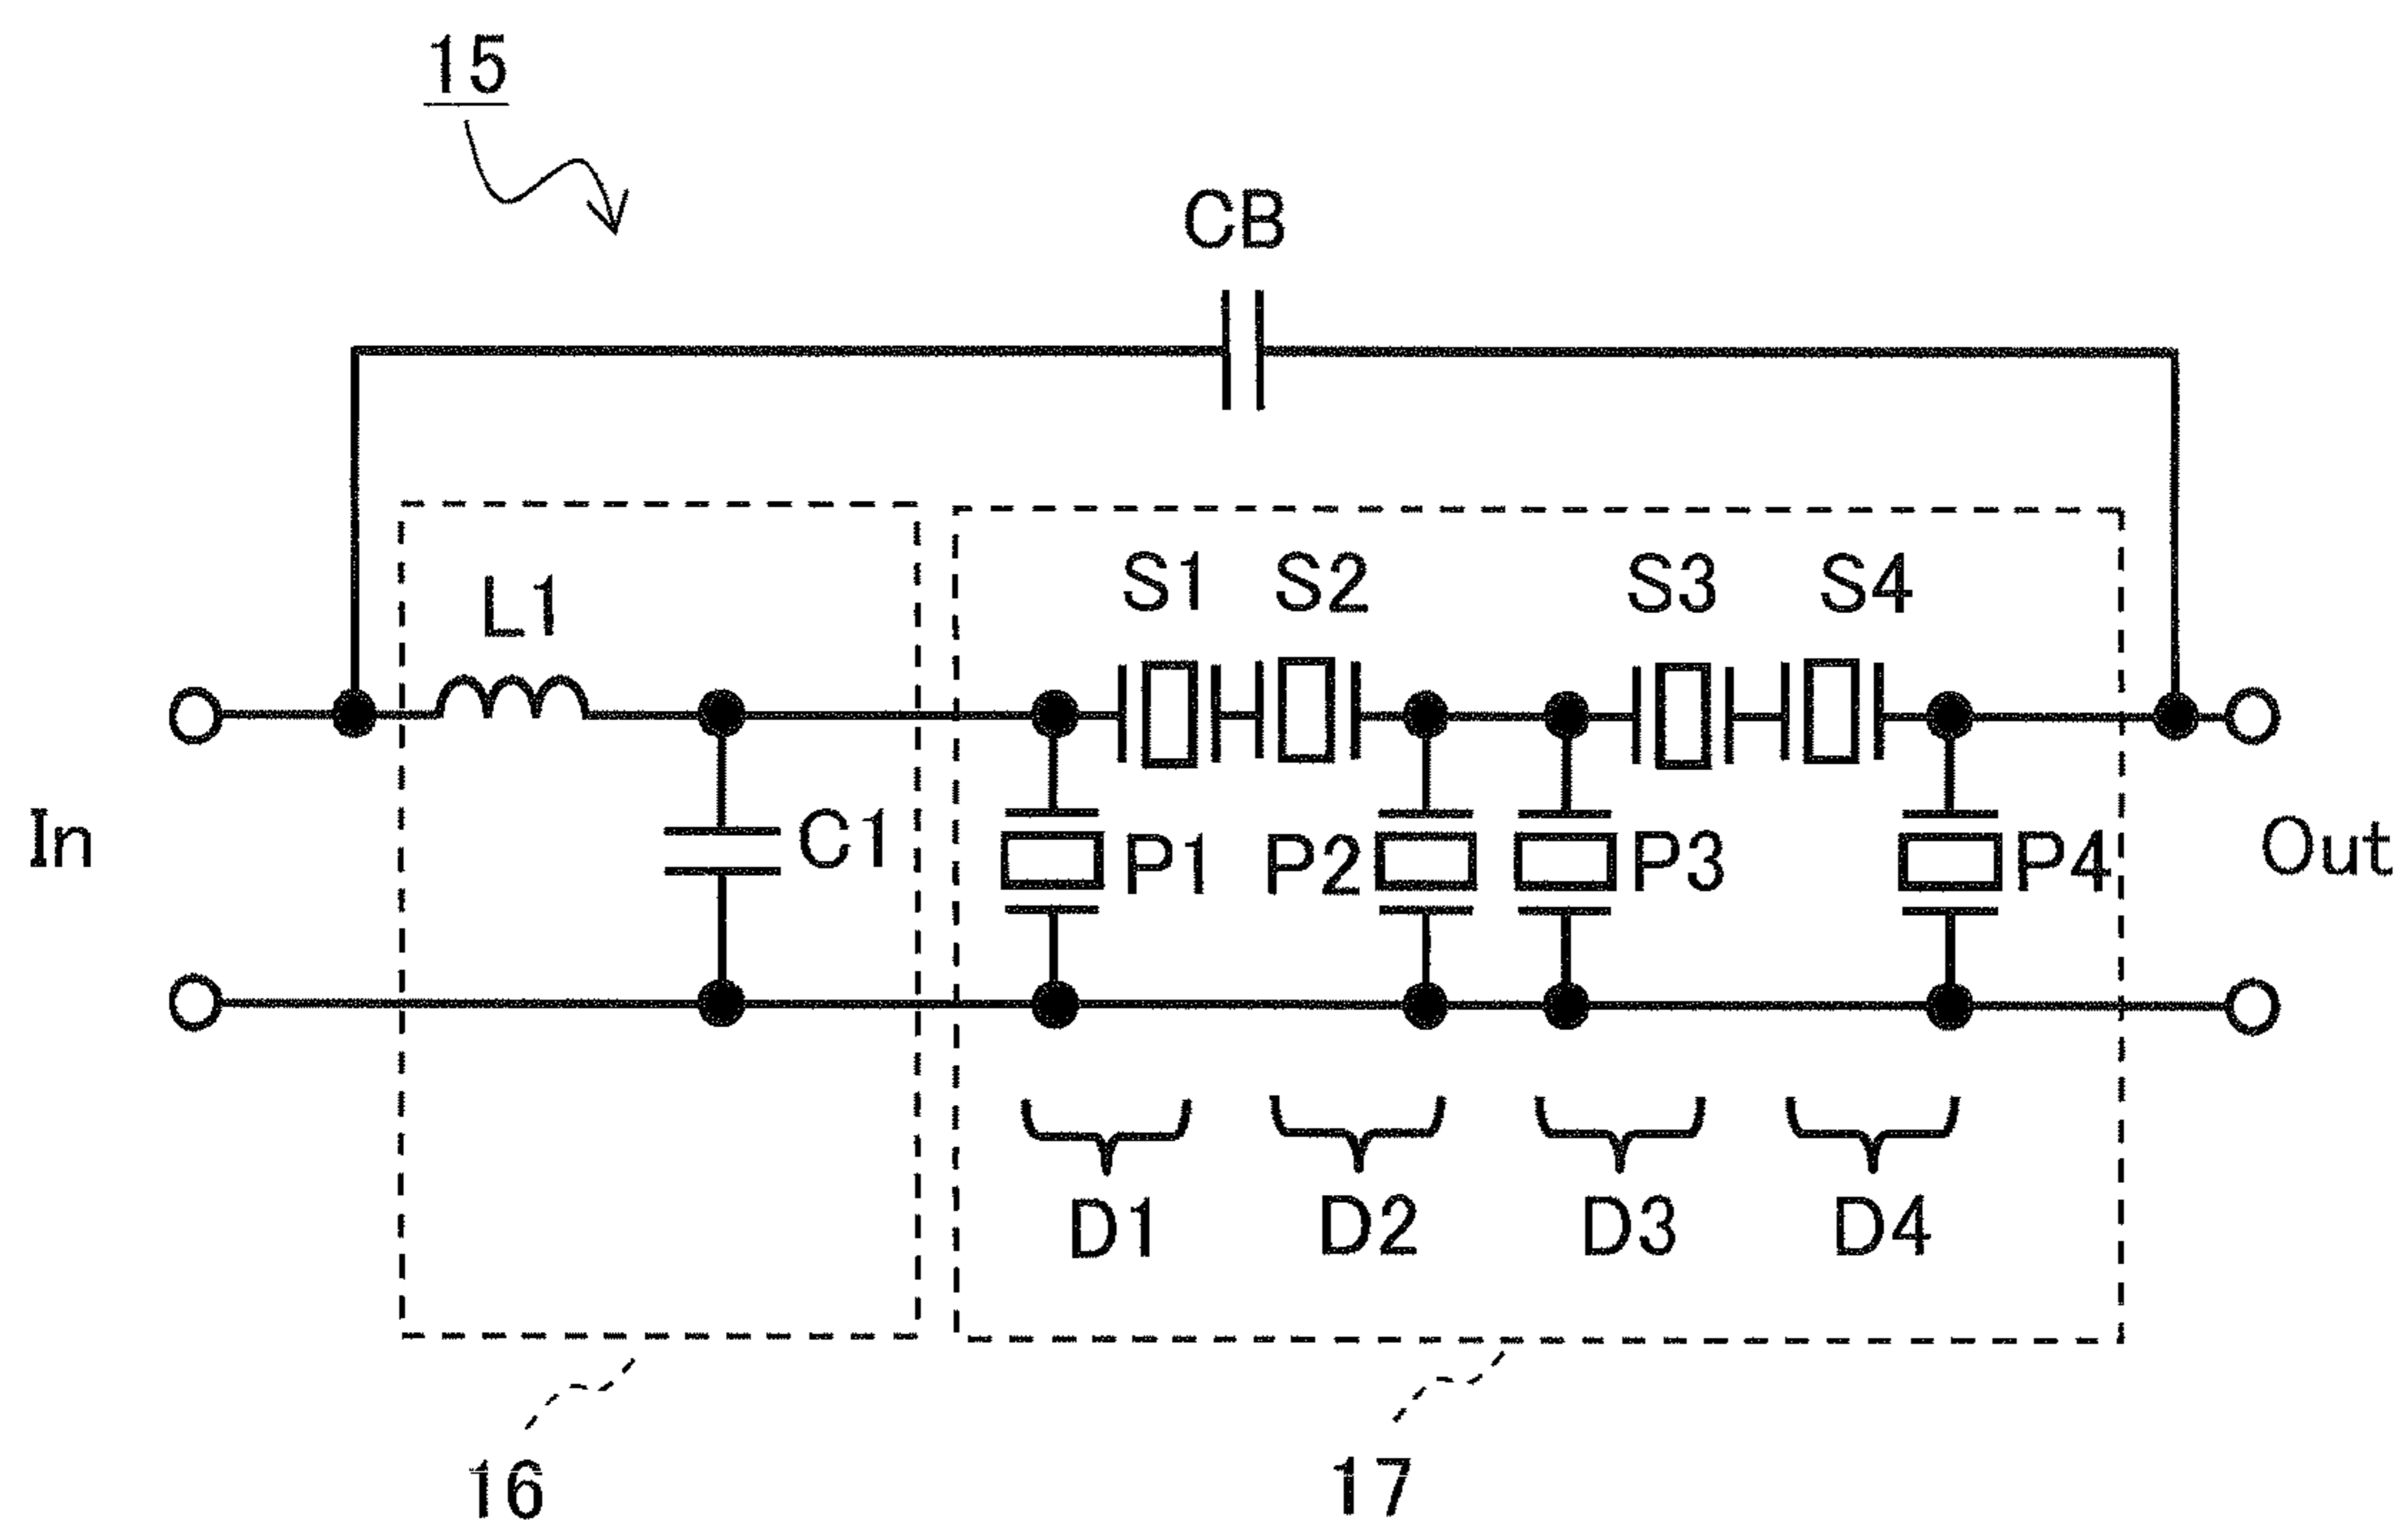 15
CB
L1
S1 S2 S3 S4
In C1 P1 P2 P3 P4 Out
D1 D2 D3 D4
16 17